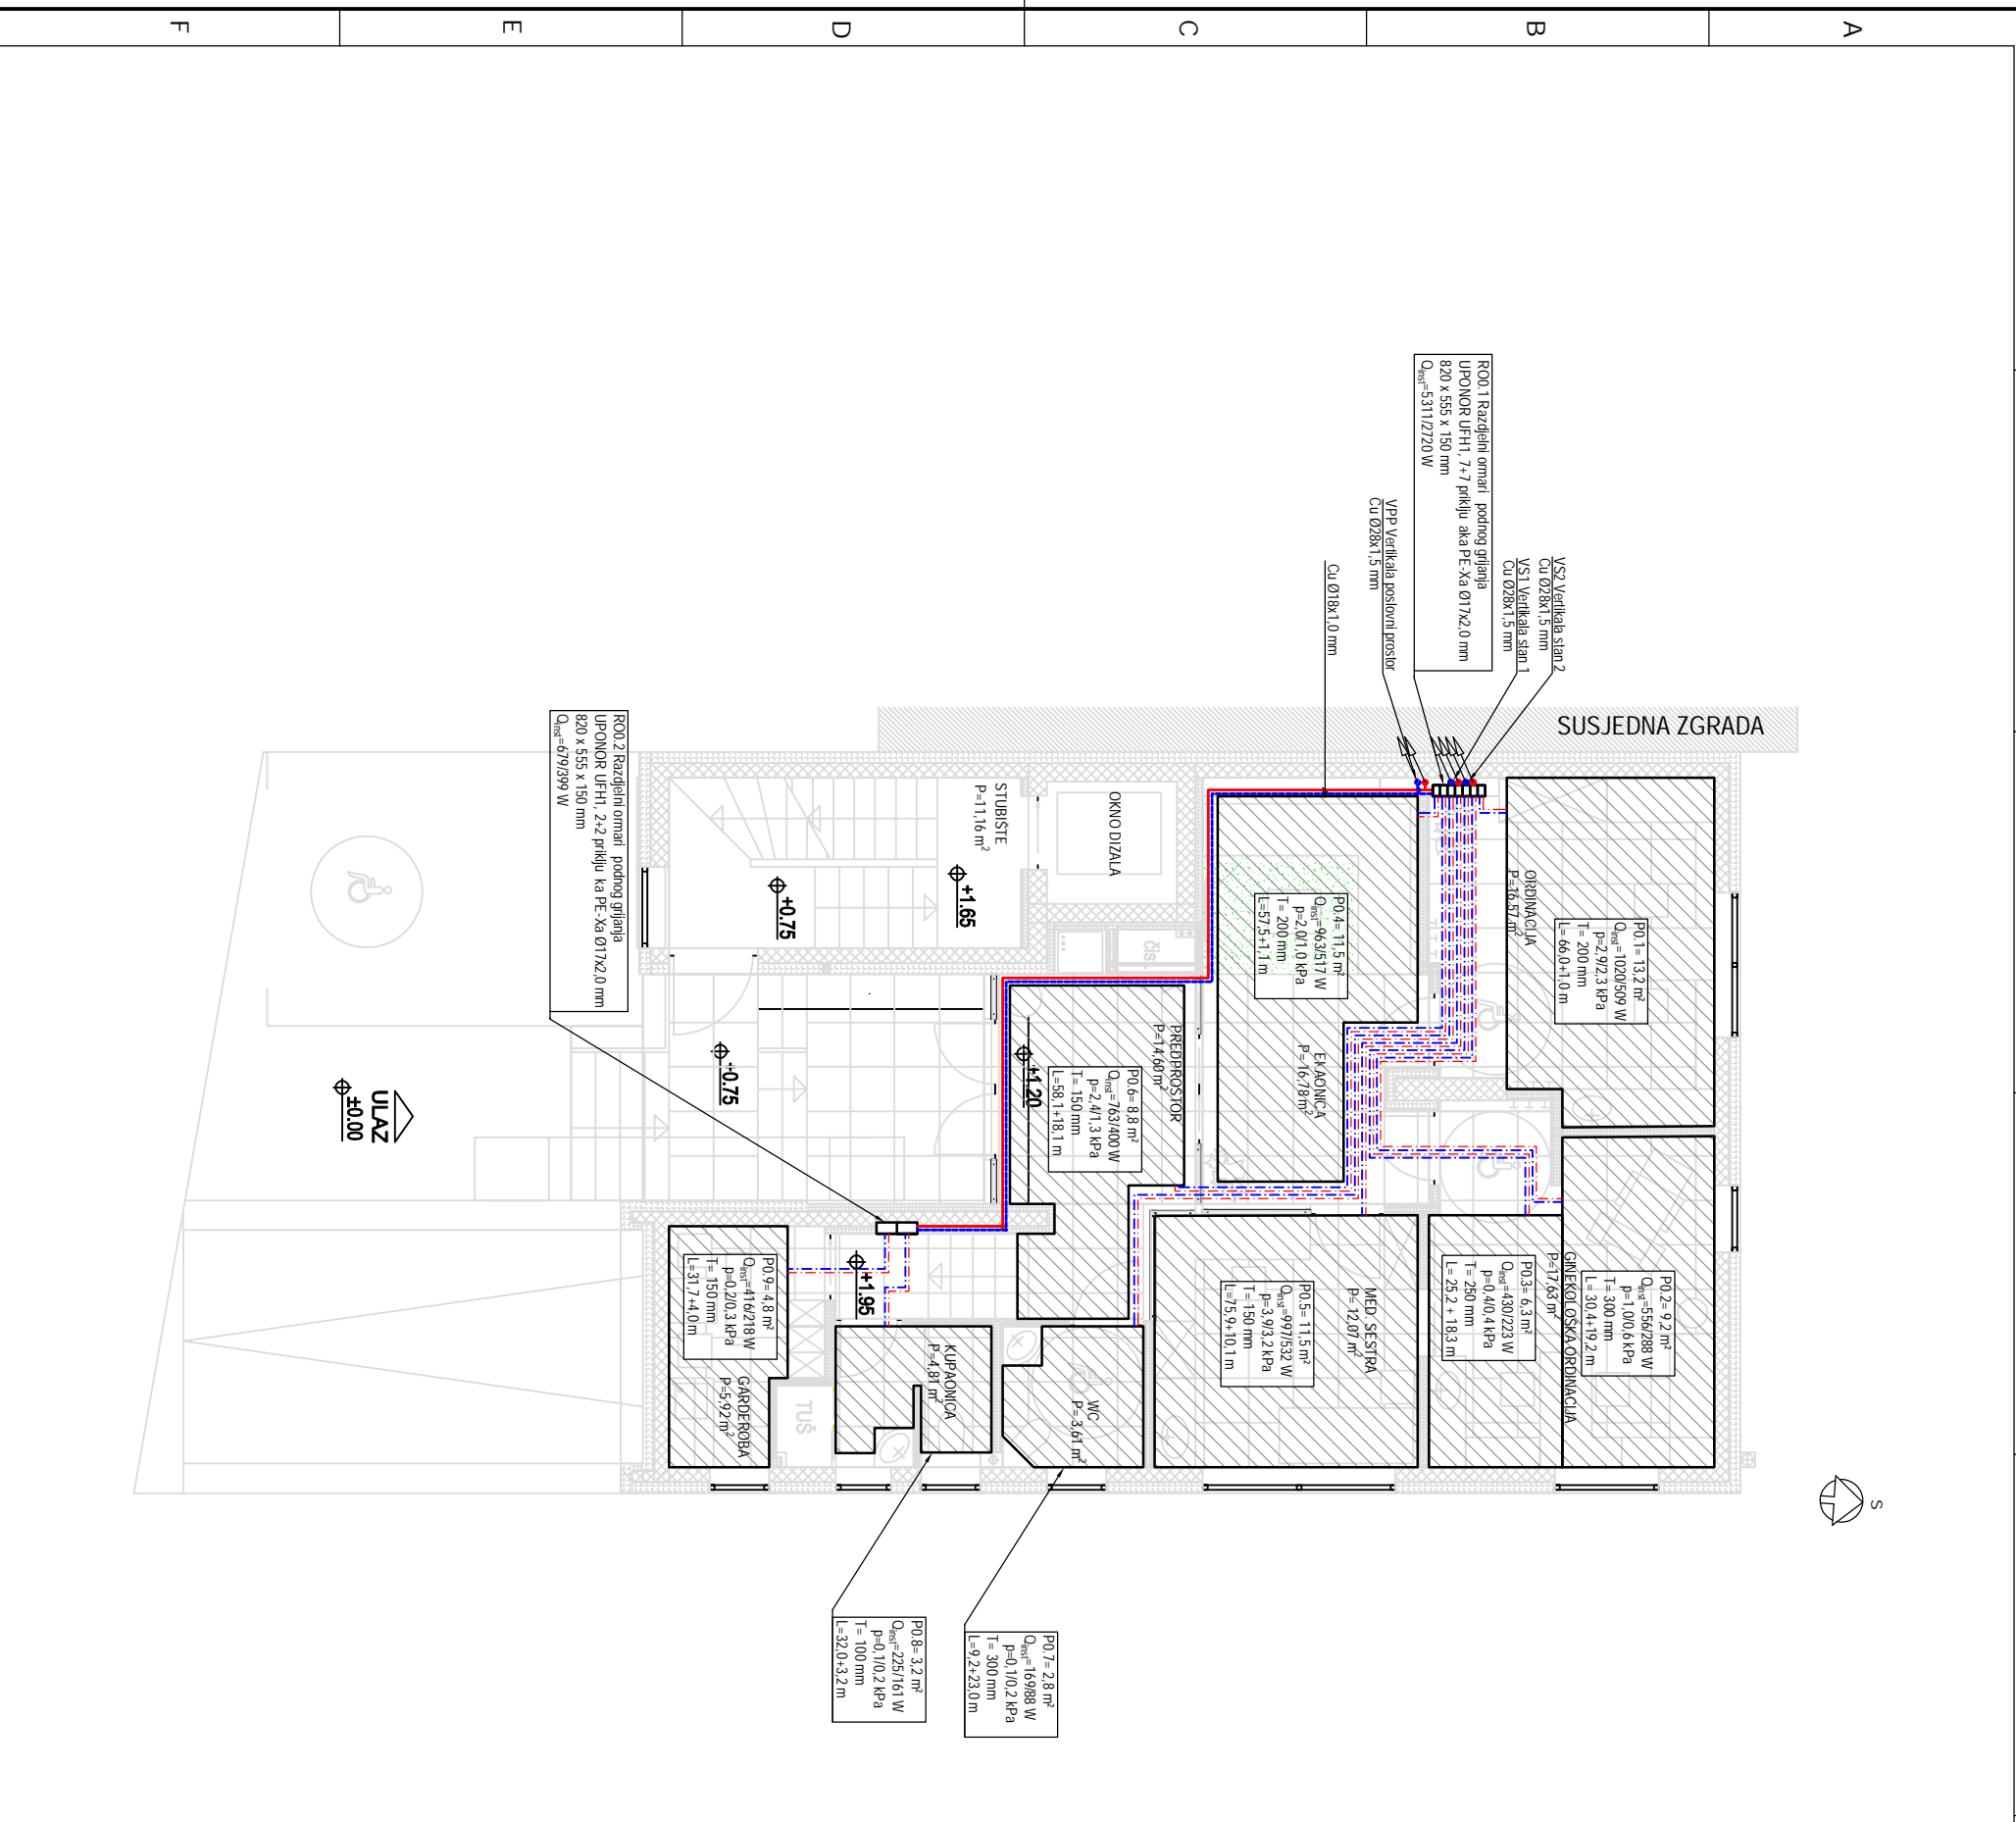 F
E
D
C
B
A
RO0.1 Razdjelni ormari podnog grijanja
UPONOR UFH1, 7+7 priklju aka PE-Xa Ø17x2,0 mm
820 x 555 x 150 mm
Qinst=5311/2720 W
VS2 Vertikala stan 2
Cu Ø28x1,5 mm
VS1 Vertikala stan 1
Cu Ø28x1,5 mm
VPP Vertikala poslovni prostor
Cu Ø28x1,5 mm
Cu Ø18x1,0 mm
SUSJEDNA ZGRADA
RO0.2 Razdjelni ormari podnog grijanja
UPONOR UFH1, 2+2 priklju ka PE-Xa Ø17x2,0 mm
820 x 555 x 150 mm
Qinst=679/399 W
STUBIŠTE
P=11,16 m²
OKNO DIZALA
+1.65
+0.75
čis.
ORDINACIJA
P=16,57 m²
P0.1= 13,2 m²
Qinst=1020/509 W
p=2,9/2,3 kPa
T= 200 mm
L= 66,0+1,0 m
P0.4= 11,5 m²
Qinst=963/517 W
p=2,0/1,0 kPa
T= 200 mm
L=57,5+1,1 m
EKAONICA
P=16,78 m²
PREDPROSTOR
P=14,60 m²
P0.6= 8,8 m²
Qinst=763/400 W
p=2,4/1,3 kPa
T= 150 mm
L=58,1+18,1 m
+1.20
+0.75
ULAZ
±0.00
+1.95
GINEKOLOŠKA ORDINACIJA
P=17,63 m²
P0.2= 9,2 m²
Qinst=556/288 W
p=1,0/0,6 kPa
T= 300 mm
L= 30,4+19,2 m
P0.3= 6,3 m²
Qinst=430/223 W
p=0,4/0,4 kPa
T= 250 mm
L= 25,2 + 18,3 m
MED. SESTRA
P= 12,07 m²
P0.5= 11,5 m²
Qinst=997/532 W
p=3,9/3,2 kPa
T= 150 mm
L=75,9+10,1 m
WC
P= 3,61 m²
KUPAONICA
P=4,81 m²
TUŠ
P0.9= 4,8 m²
Qinst=416/218 W
p=0,2/0,3 kPa
T= 150 mm
L=31,7+4,0 m
GARDEROBA
P=5,92 m²
P0.7= 2,8 m²
Qinst=169/88 W
p=0,1/0,2 kPa
T= 300 mm
L=9,2+23,0 m
P0.8= 3,2 m²
Qinst=225/161 W
p=0,1/0,2 kPa
T= 100 mm
L=32,0+3,2 m
S